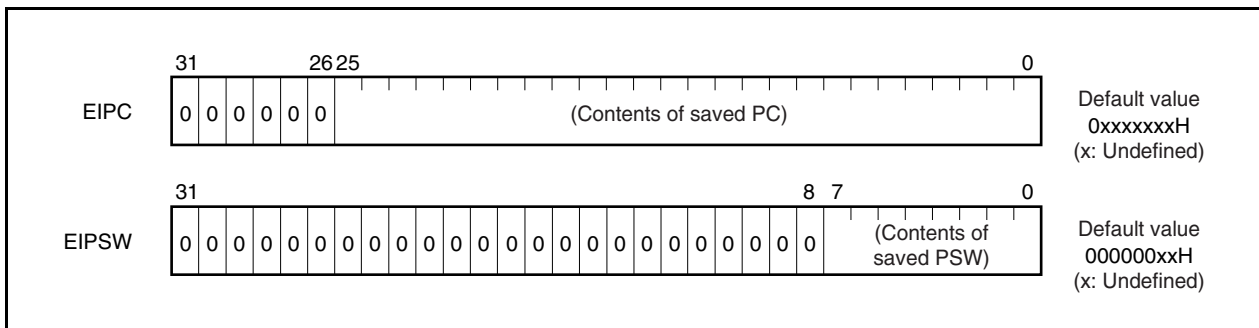 31 26 25 0
EIPC 0 0 0 0 0 0 (Contents of saved PC) Default value
0xxxxxxxH
(x: Undefined)
31 8 7 0
EIPSW 0 0 0 0 0 0 0 0 0 0 0 0 0 0 0 0 0 0 0 0 0 0 0 0 (Contents of
saved PSW) Default value
000000xxH
(x: Undefined)